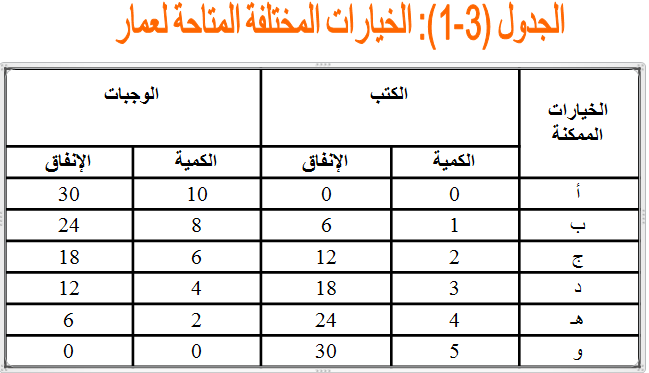 الجدول (3-1): الخيارات المختلفة المتاحة لعمار
الخيارات الممكنة الكتب الوجبات
الكمية الإنفاق الكمية الإنفاق
أ 0 0 10 30
ب 1 6 8 24
ج 2 12 6 18
د 3 18 4 12
هـ 4 24 2 6
و 5 30 0 0